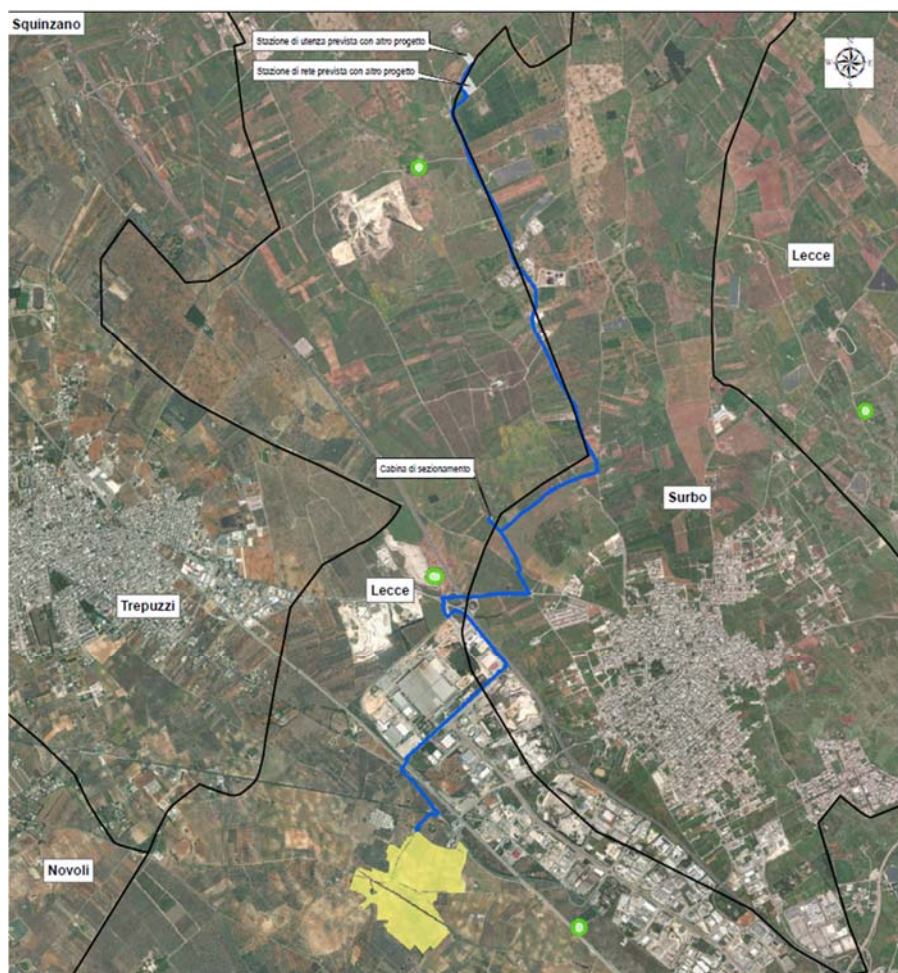 Squinzano
Stazione di utenza prevista con altro progetto
Stazione di rete prevista con altro progetto
N
W
E
S
Lecce
Cabina di sezionamento
Surbo
Lecce
Trepuzzi
Novoli